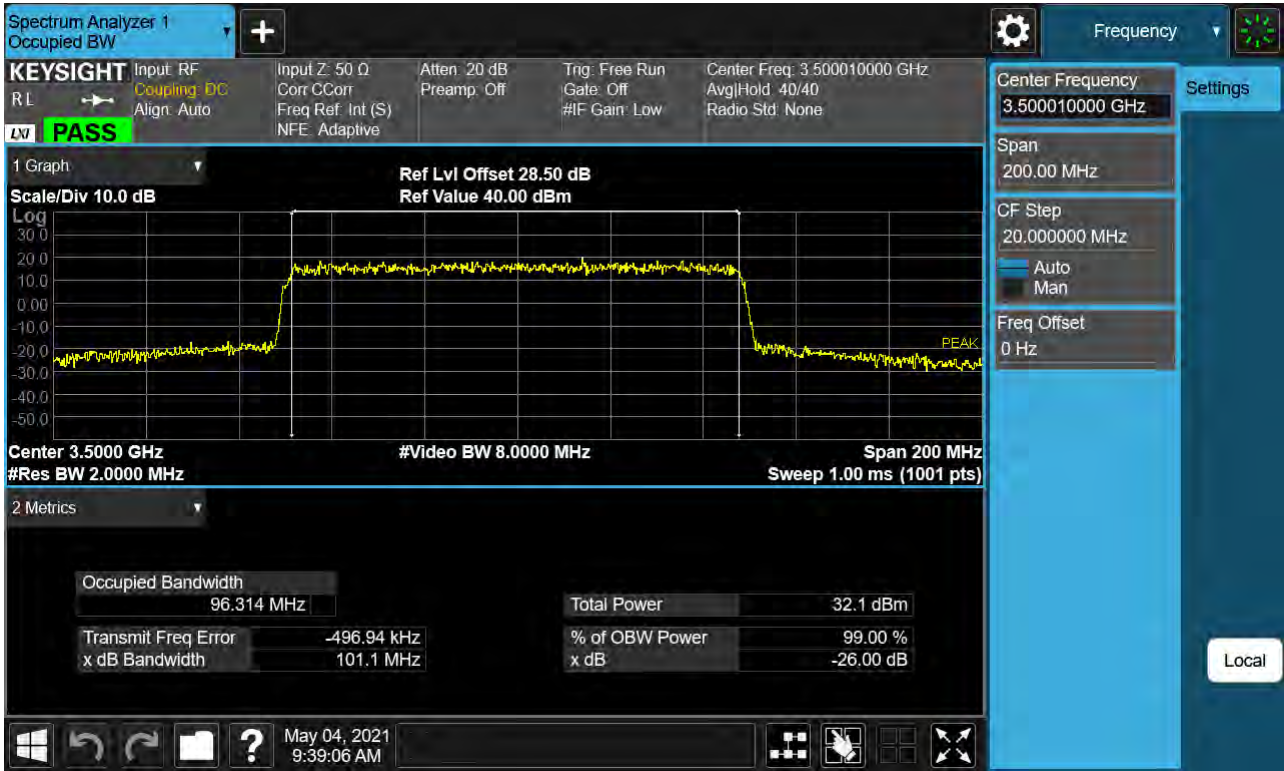 Spectrum Analyzer 1
Occupied BW
Frequency
KEYSIGHT
R L
LXI
PASS
Input: RF
Coupling: DC
Align: Auto
Input Z: 50 Ω
Corr CCorr
Freq Ref: Int (S)
NFE: Adaptive
Atten: 20 dB
Preamp: Off
Trig: Free Run
Gate: Off
#IF Gain: Low
Center Freq: 3.500010000 GHz
Avg|Hold: 40/40
Radio Std: None
Center Frequency
3.500010000 GHz
Settings
Span
200.00 MHz
CF Step
20.000000 MHz
Auto
Man
Freq Offset
0 Hz
Local
1 Graph
Scale/Div 10.0 dB
Ref Lvl Offset 28.50 dB
Ref Value 40.00 dBm
Log
30.0
20.0
10.0
0.00
-10.0
-20.0
-30.0
-40.0
-50.0
PEAK
Center 3.5000 GHz
#Res BW 2.0000 MHz
#Video BW 8.0000 MHz
Span 200 MHz
Sweep 1.00 ms (1001 pts)
2 Metrics
Occupied Bandwidth
96.314 MHz
Transmit Freq Error -496.94 kHz
x dB Bandwidth 101.1 MHz
Total Power 32.1 dBm
% of OBW Power 99.00 %
x dB -26.00 dB
?
May 04, 2021
9:39:06 AM